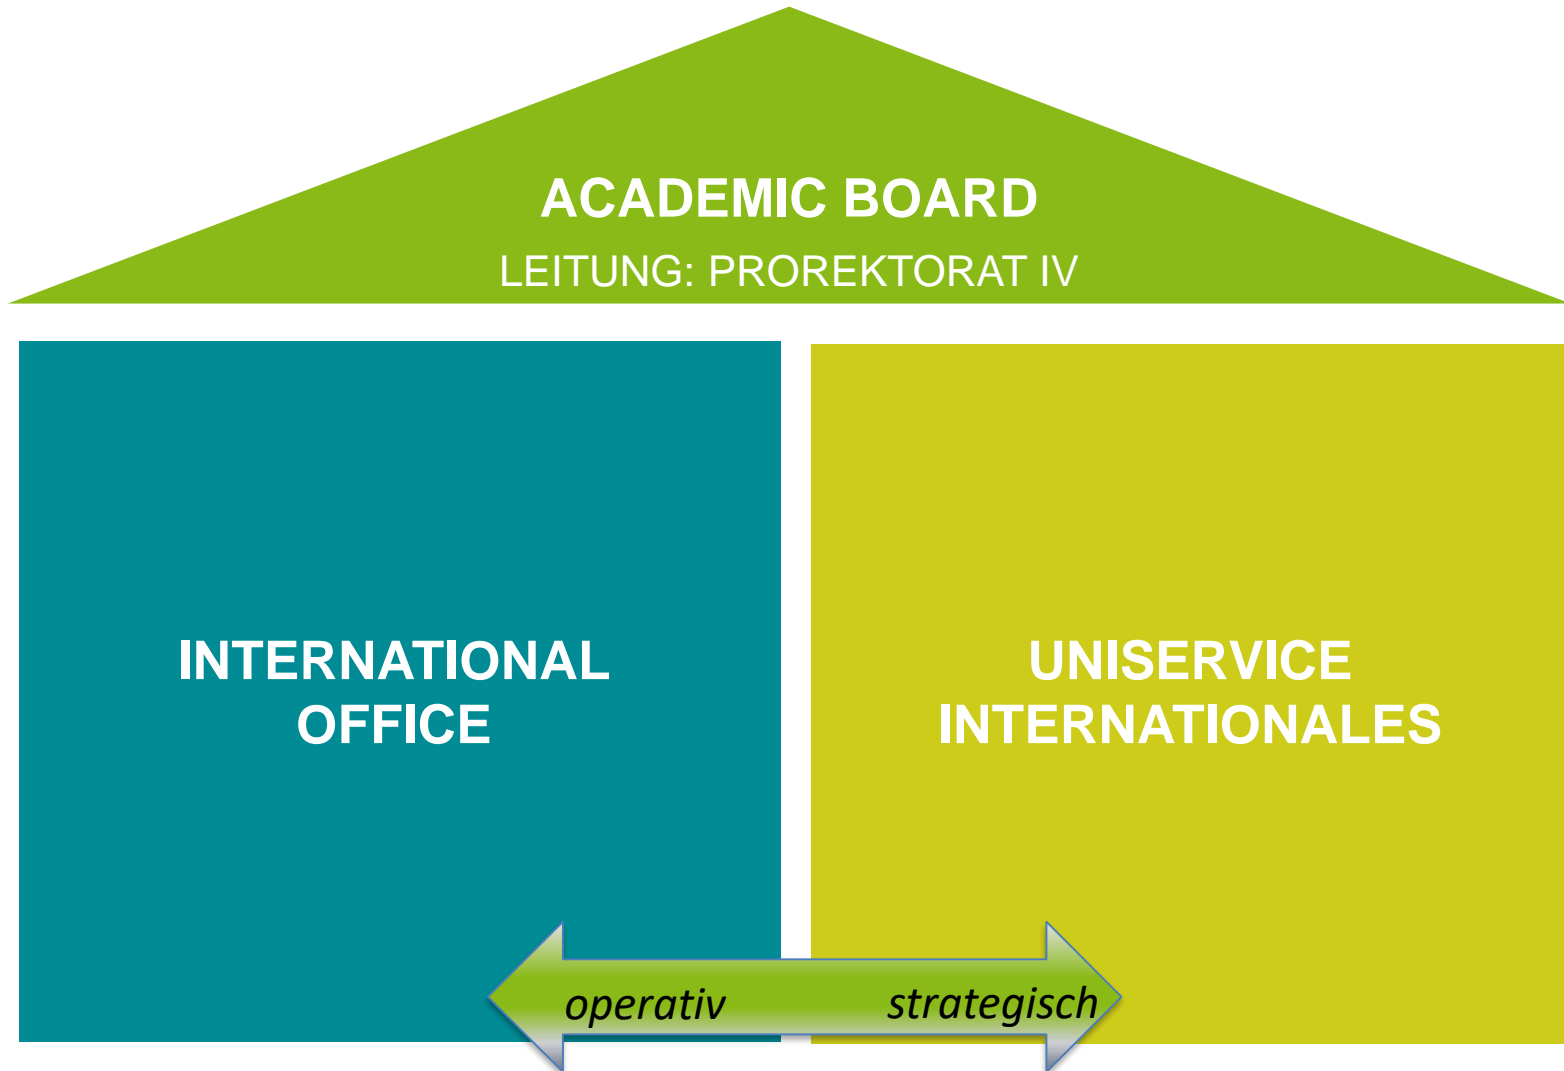 ACADEMIC BOARD
LEITUNG: PROREKTORAT IV
INTERNATIONAL
OFFICE
UNISERVICE
INTERNATIONALES
operativ
strategisch